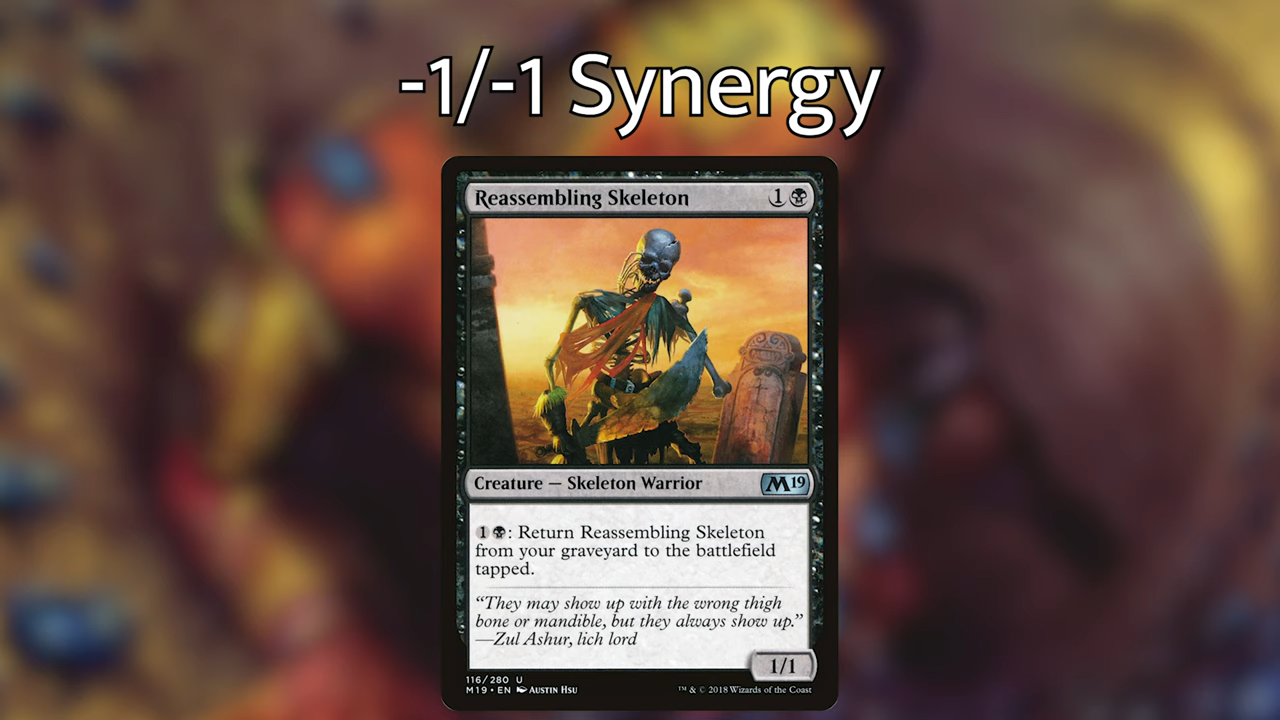 -1/-1 Synergy
Reassembling Skeleton 1
Creature — Skeleton Warrior M19
1: Return Reassembling Skeleton
from your graveyard to the battlefield
tapped.
“They may show up with the wrong thigh
bone or mandible, but they always show up.”
—Zul Ashur, lich lord
1/1
116/280 U
M19 • EN Austin Hsu
™ & © 2018 Wizards of the Coast